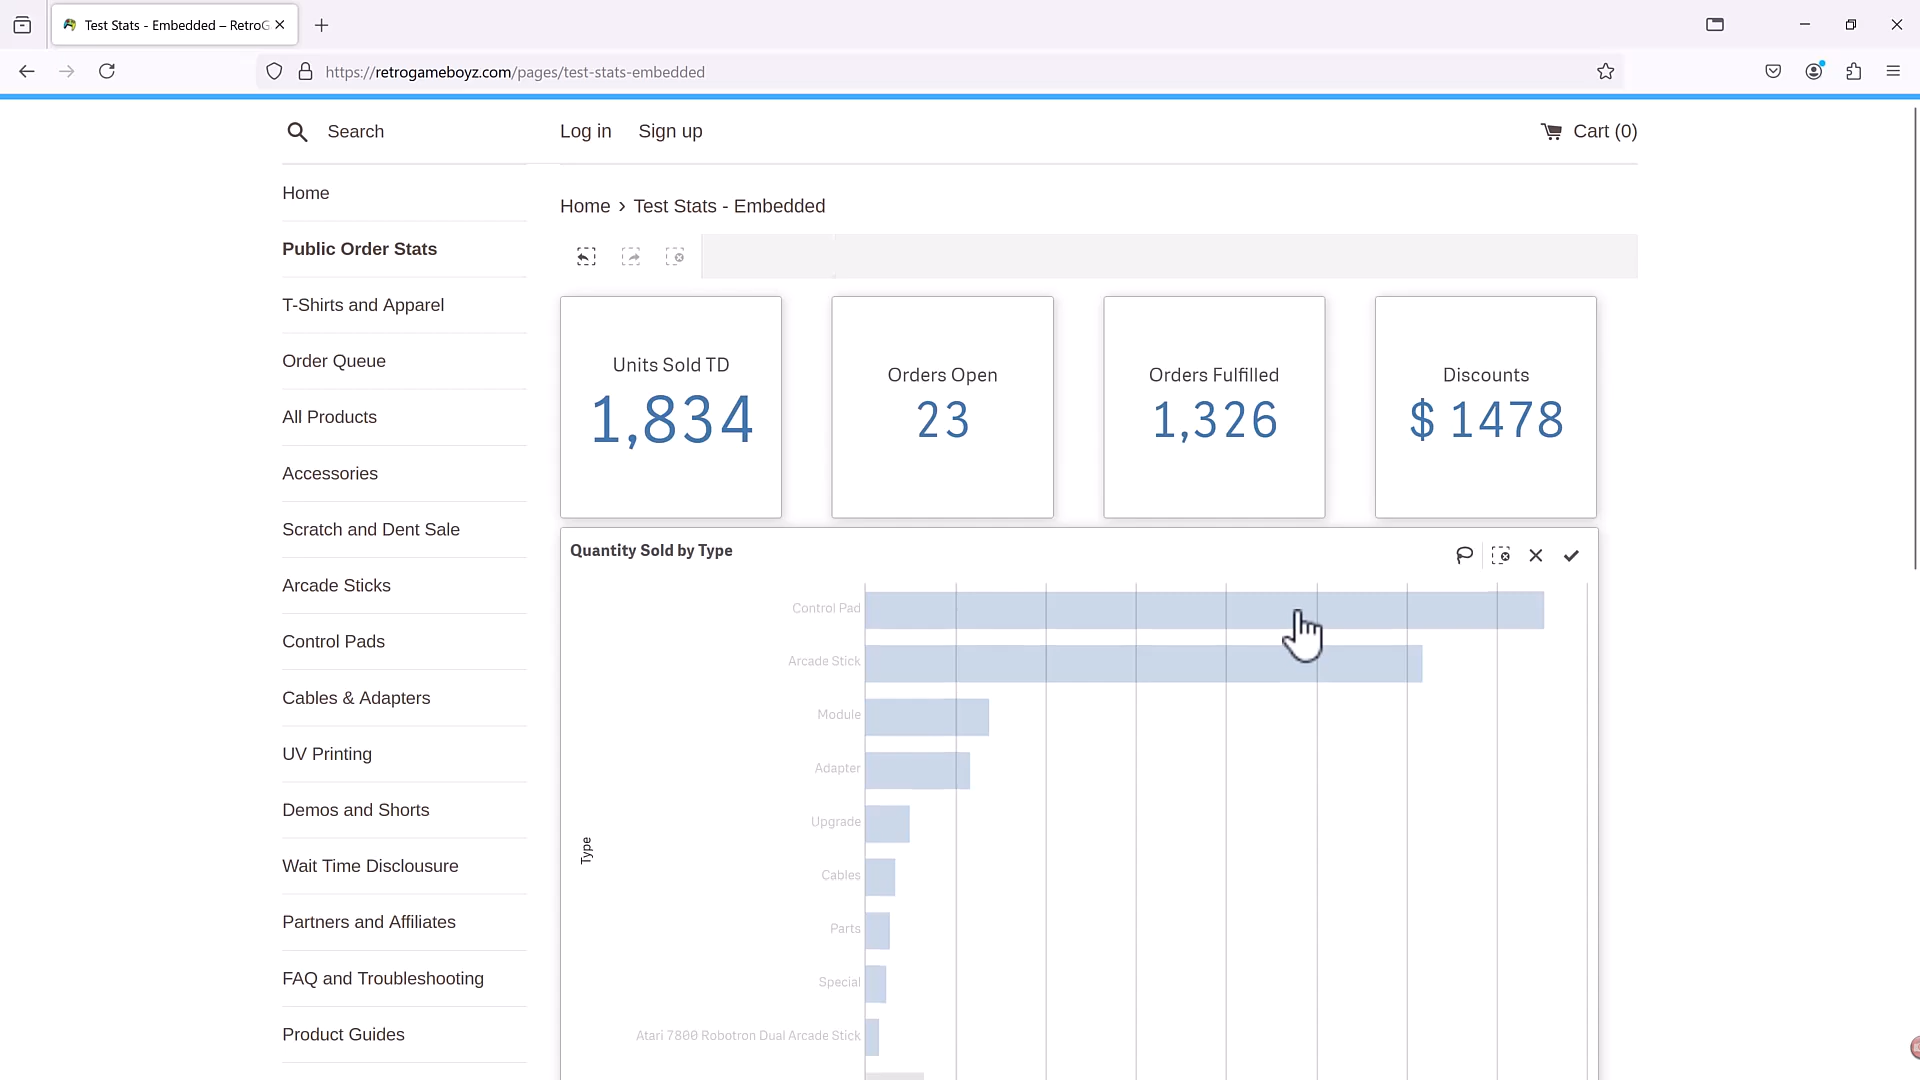 Test Stats - Embedded – RetroG
https://retrogameboyz.com/pages/test-stats-embedded
Search
Log in
Sign up
Cart (0)
Home
Public Order Stats
T-Shirts and Apparel
Order Queue
All Products
Accessories
Scratch and Dent Sale
Arcade Sticks
Control Pads
Cables & Adapters
UV Printing
Demos and Shorts
Wait Time Disclousure
Partners and Affiliates
FAQ and Troubleshooting
Product Guides
Home › Test Stats - Embedded
Units Sold TD
1,834
Orders Open
23
Orders Fulfilled
1,326
Discounts
$ 1478
Quantity Sold by Type
Type
Control Pad
Arcade Stick
Module
Adapter
Upgrade
Cables
Parts
Special
Atari 7800 Robotron Dual Arcade Stick